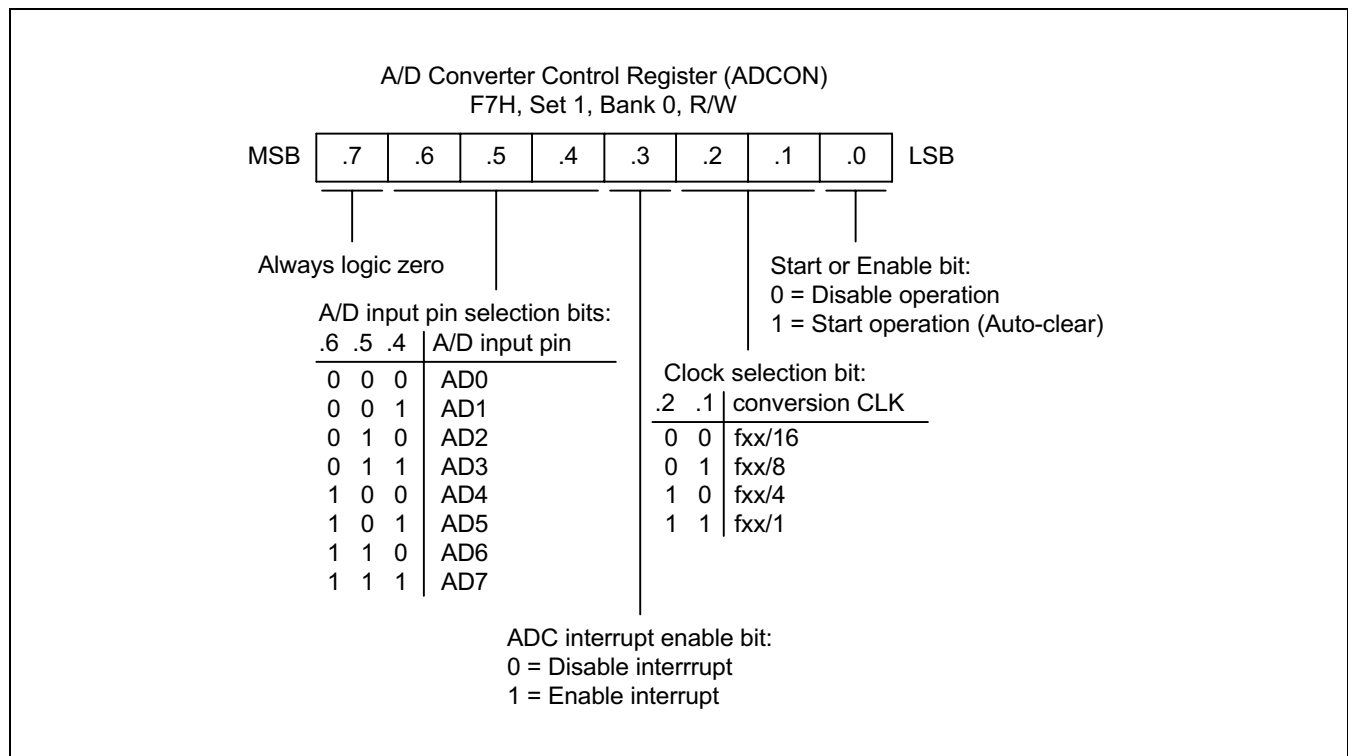 A/D Converter Control Register (ADCON)
F7H, Set 1, Bank 0, R/W
MSB .7 .6 .5 .4 .3 .2 .1 .0 LSB
Always logic zero
A/D input pin selection bits:
.6 .5 .4 A/D input pin
0 0 0 AD0
0 0 1 AD1
0 1 0 AD2
0 1 1 AD3
1 0 0 AD4
1 0 1 AD5
1 1 0 AD6
1 1 1 AD7
ADC interrupt enable bit:
0 = Disable interrrupt
1 = Enable interrupt
Clock selection bit:
.2 .1 conversion CLK
0 0 fxx/16
0 1 fxx/8
1 0 fxx/4
1 1 fxx/1
Start or Enable bit:
0 = Disable operation
1 = Start operation (Auto-clear)